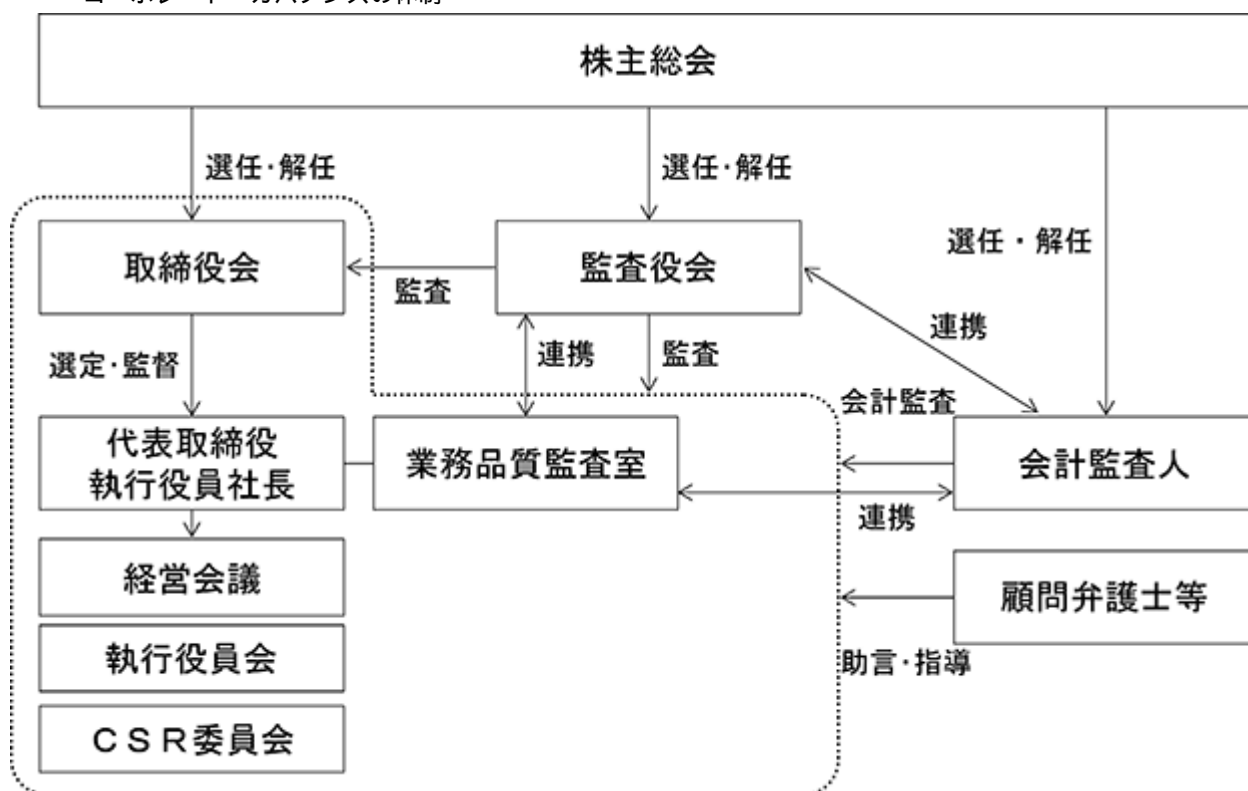 株主総会
選任・解任
選任・解任
選任・解任
取締役会
監査
監査役会
連携
選定・監督
連携
監査
会計監査
代表取締役
執行役員社長
業務品質監査室
会計監査人
連携
経営会議
顧問弁護士等
執行役員会
助言・指導
ＣＳＲ委員会